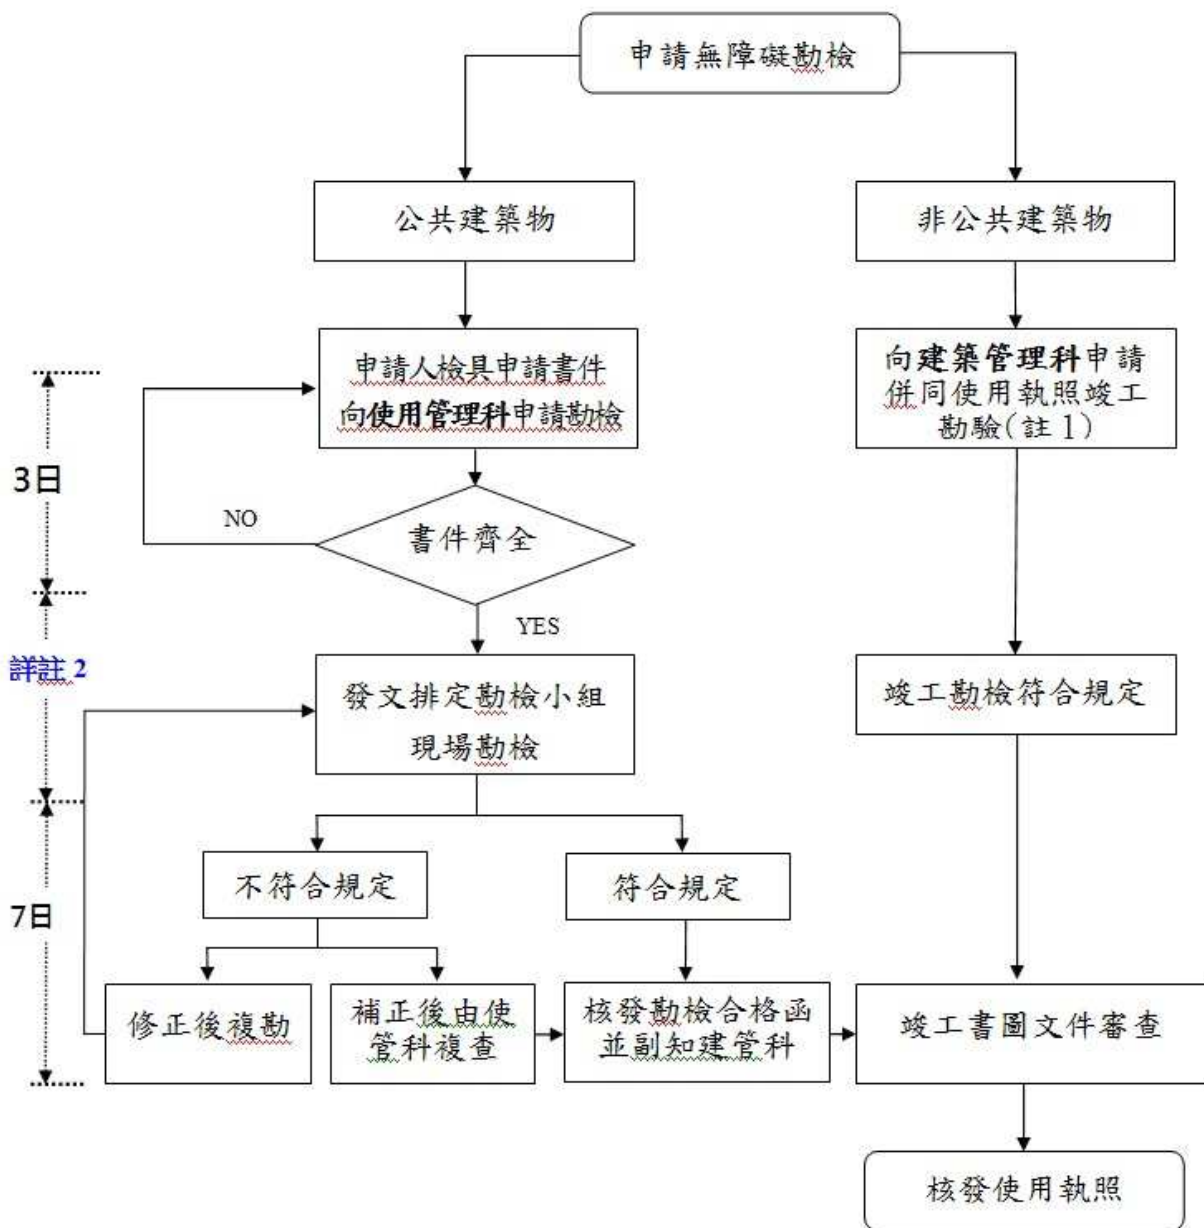 申請無障礙勘檢
公共建築物
非公共建築物
申請人檢具申請書件
向使用管理科申請勘檢
向建築管理科申請
併同使用執照竣工
勘驗(註1)
3日
NO
書件齊全
YES
詳註 2
發文排定勘檢小組
現場勘檢
竣工勘檢符合規定
不符合規定
符合規定
7日
修正後複勘
補正後由使
管科複查
核發勘檢合格函
並副知建管科
竣工書圖文件審查
核發使用執照